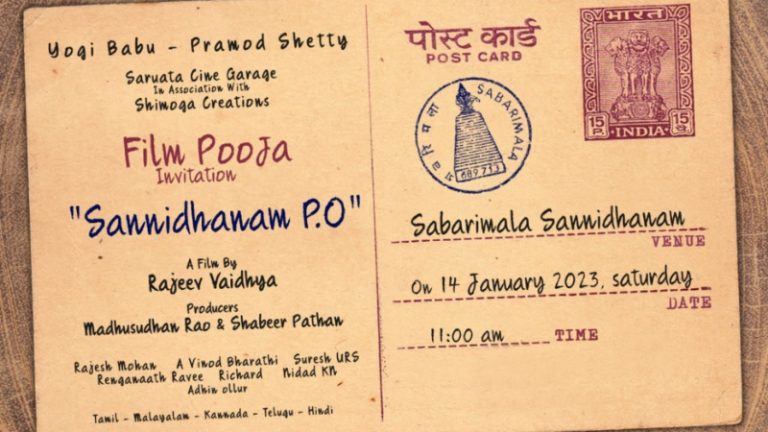 Yogi Babu - Pramod Shetty
Saruata Cine Garage
In Association With
Shimoga Creations
Film Pooja
Invitation
"Sannidhanam P.O"
A Film By
Rajeev Vaidhya
Producers
Madhusudhan Rao & Shabeer Pathan
Rajesh Mohan A Vinod Bharathi Suresh URS
Renganaath Ravee Richard Nidad KN
Adhin ollur
Tamil - Malayalam - Kannada - Telugu - Hindi
पोस्ट कार्ड
POST CARD
शबरिमला SABARIMALA
689713
भारत
15 P 15 प
INDIA
Sabarimala Sannidhanam
VENUE
On 14 January 2023, saturday
DATE
11:00 am TIME